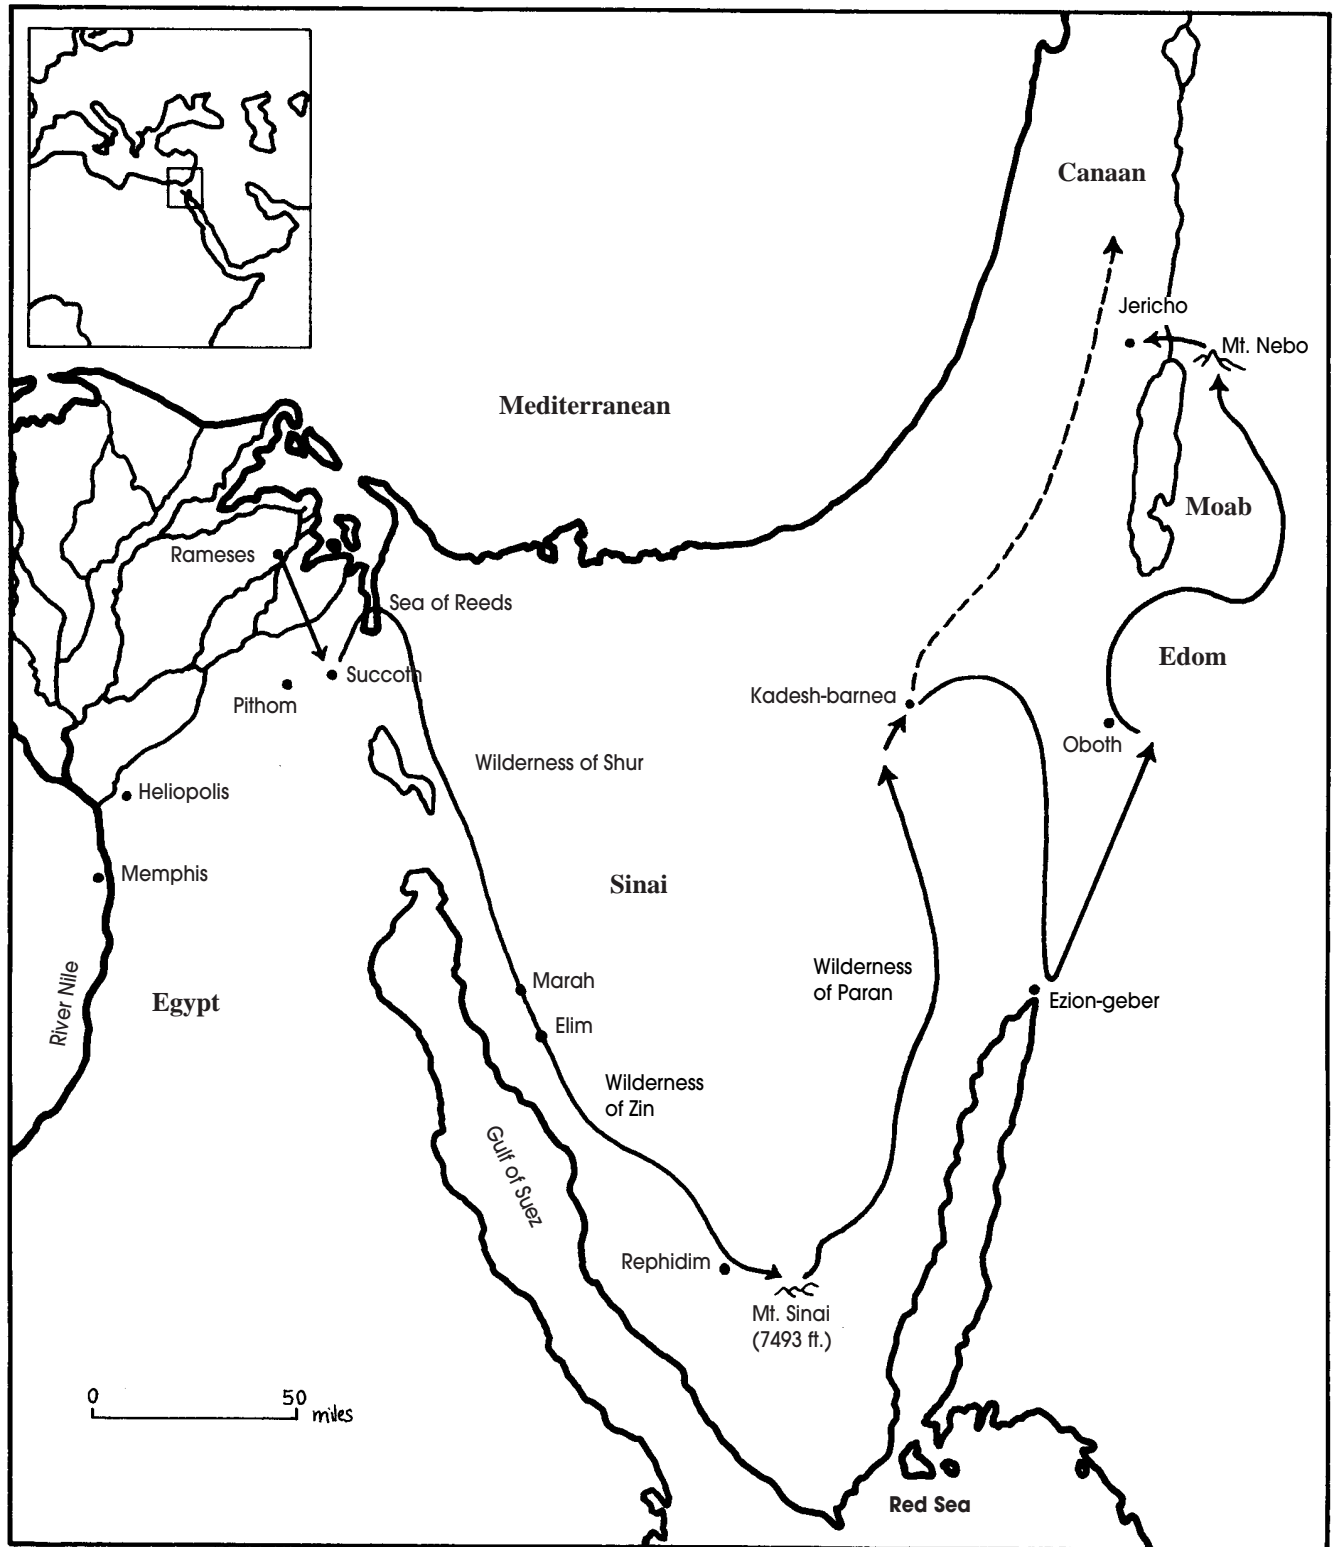 Canaan
Jericho
Mt. Nebo
Mediterranean
Moab
Rameses
Sea of Reeds
Edom
Succoth
Kadesh-barnea
Pithom
Oboth
Wilderness of Shur
Heliopolis
Memphis
Sinai
Wilderness
of Paran
Marah
River Nile
Egypt
Ezion-geber
Elim
Wilderness
of Zin
Gulf of Suez
Rephidim
Mt. Sinai
(7493 ft.)
0 50 miles
Red Sea